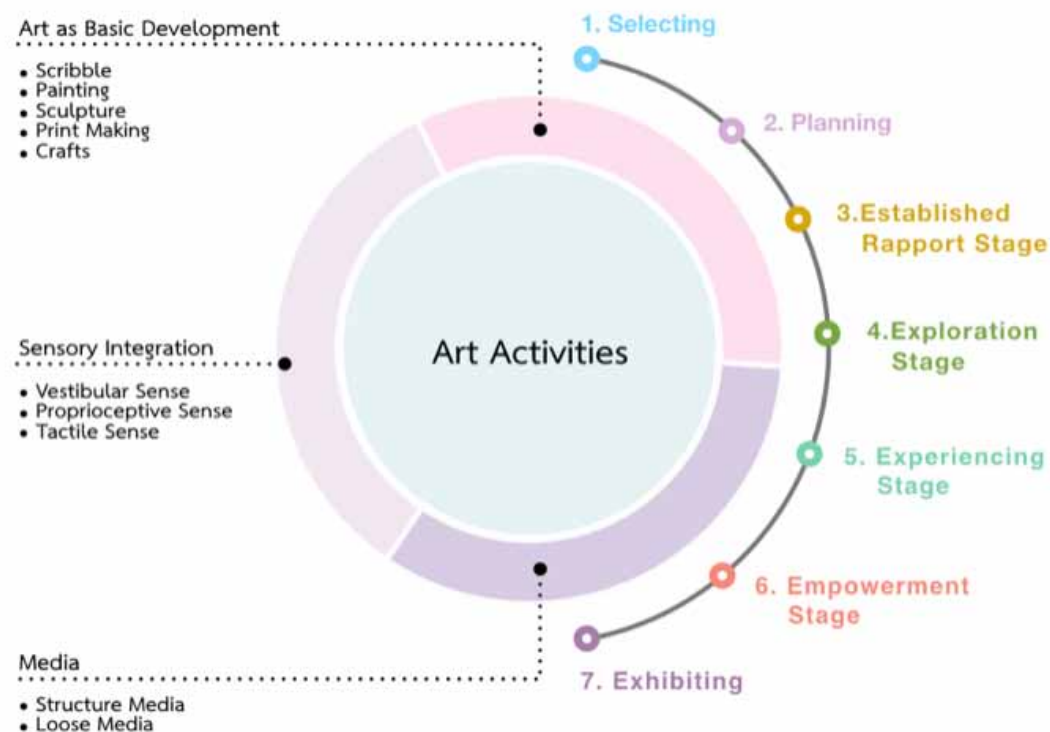 Art as Basic Development
• Scribble
• Painting
• Sculpture
• Print Making
• Crafts
Sensory Integration
• Vestibular Sense
• Proprioceptive Sense
• Tactile Sense
Media
• Structure Media
• Loose Media
Art Activities
1. Selecting
2. Planning
3.Established
Rapport Stage
4.Exploration
Stage
5. Experiencing
Stage
6. Empowerment
Stage
7. Exhibiting